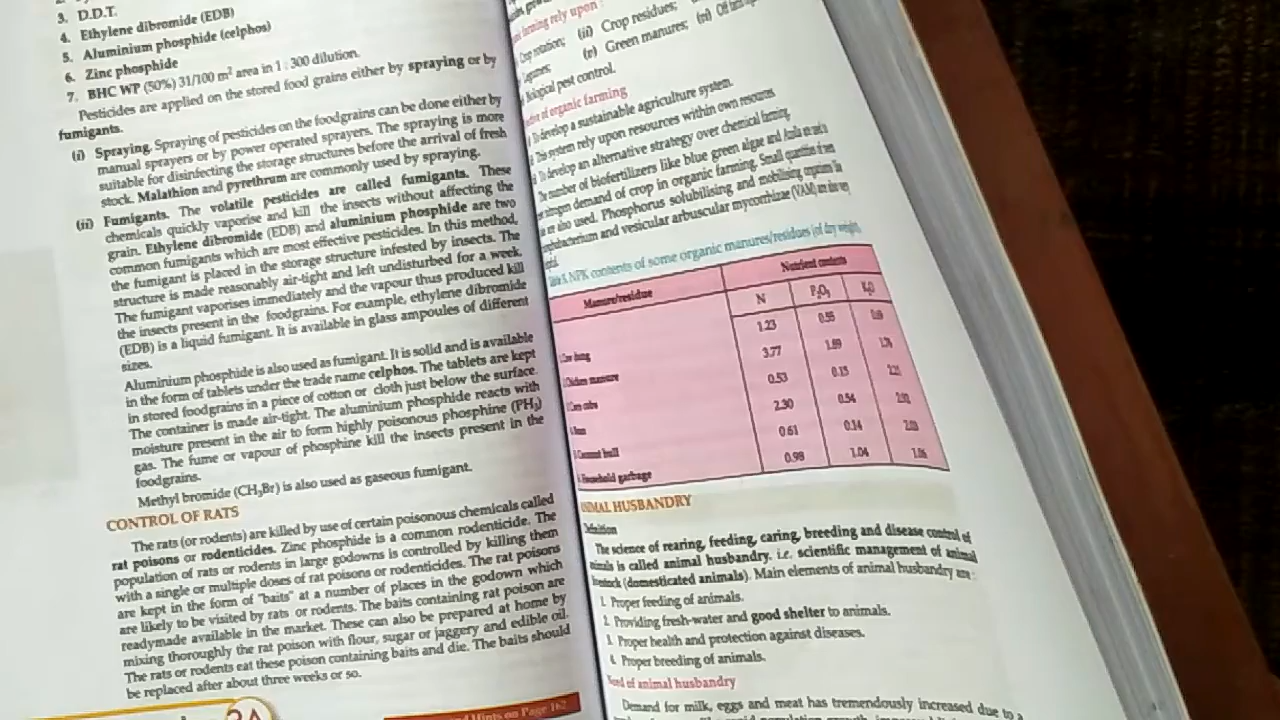 3. D.D.T.
4. Ethylene dibromide (EDB)
5. Aluminium phosphide (celphos)
6. Zinc phosphide
7. BHC WP (50%) 31/100 m² area in 1 : 300 dilution.
Pesticides are applied on the stored food grains either by spraying or by
fumigants.
(i) Spraying. Spraying of pesticides on the foodgrains can be done either by
manual sprayers or by power operated sprayers. The spraying is more
suitable for disinfecting the storage structures before the arrival of fresh
stock. Malathion and pyrethrum are commonly used by spraying.
(ii) Fumigants. The volatile pesticides are called fumigants. These
chemicals quickly vaporise and kill the insects without affecting the
grain. Ethylene dibromide (EDB) and aluminium phosphide are two
common fumigants which are most effective pesticides. In this method,
the fumigant is placed in the storage structure infested by insects. The
structure is made reasonably air-tight and left undisturbed for a week.
The fumigant vaporises immediately and the vapour thus produced kill
the insects present in the foodgrains. For example, ethylene dibromide
(EDB) is a liquid fumigant. It is available in glass ampoules of different
sizes.
Aluminium phosphide is also used as fumigant. It is solid and is available
in the form of tablets under the trade name celphos. The tablets are kept
in stored foodgrains in a piece of cotton or cloth just below the surface.
The container is made air-tight. The aluminium phosphide reacts with
moisture present in the air to form highly poisonous phosphine (PH₃)
gas. The fume or vapour of phosphine kill the insects present in the
foodgrains.
Methyl bromide (CH₃Br) is also used as gaseous fumigant.
CONTROL OF RATS
The rats (or rodents) are killed by use of certain poisonous chemicals called
rat poisons or rodenticides. Zinc phosphide is a common rodenticide. The
population of rats or rodents in large godowns is controlled by killing them
with a single or multiple doses of rat poisons or rodenticides. The rat poisons
are kept in the form of "baits" at a number of places in the godown which
are likely to be visited by rats or rodents. The baits containing rat poison are
readymade available in the market. These can also be prepared at home by
mixing thoroughly the rat poison with flour, sugar or jaggery and edible oil.
The rats or rodents eat these poison containing baits and die. The baits should
be replaced after about three weeks or so.
Hints on Page 162
farming rely upon :
rotation; (ii) Crop residues;
(v) Green manures; (vi)
Biological pest control.
of organic farming
To develop a sustainable agriculture system.
This system rely upon resources within own resources
To develop an alternative strategy over chemical farming.
number of biofertilizers like blue green algae and
nitrogen demand of crop in organic farming. Small quantities
are also used. Phosphorus solubilising and mobilising
and vesicular arbuscular mycorrhizae (VAM) are
NPK contents of some organic manures/residues (of dry weight)
Manure/residue
Nutrient contents
N P₂O₅ K₂O
Cow dung 1.23 0.55 0.69
Chicken manure 3.77 1.89 1.76
0.53 0.15
2.30 0.54
0.61 0.14
Household garbage 0.98 1.04
ANIMAL HUSBANDRY
Definition
The science of rearing, feeding, caring, breeding and disease control of
animals is called animal husbandry. i.e. scientific management of animal
livestock (domesticated animals). Main elements of animal husbandry are :
1. Proper feeding of animals.
2. Providing fresh-water and good shelter to animals.
3. Proper health and protection against diseases.
4. Proper breeding of animals.
Need of animal husbandry
Demand for milk, eggs and meat has tremendously increased due to a